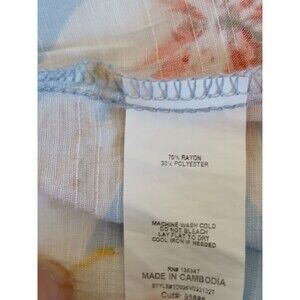 70% RAYON
30% POLYESTER
MACHINE WASH COLD
DO NOT BLEACH
LAY FLAT TO DRY
COOL IRON IF NEEDED
RN# 136347
MADE IN CAMBODIA
Cut#: